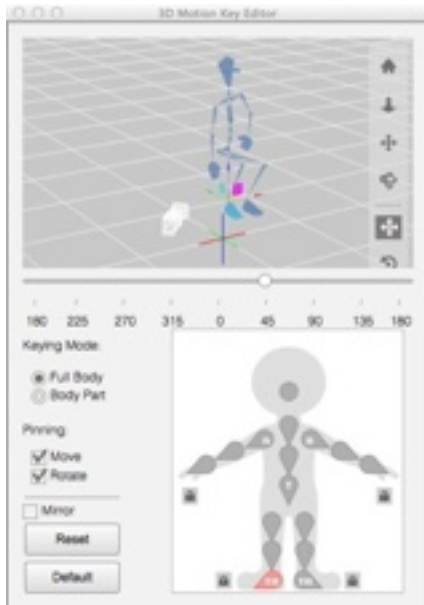 3D Motion Key Editor
180 225 270 315 0 45 90 135 180
Keying Mode:
Full Body
Body Part
Pinning:
Move
Rotate
Mirror
Reset
Default